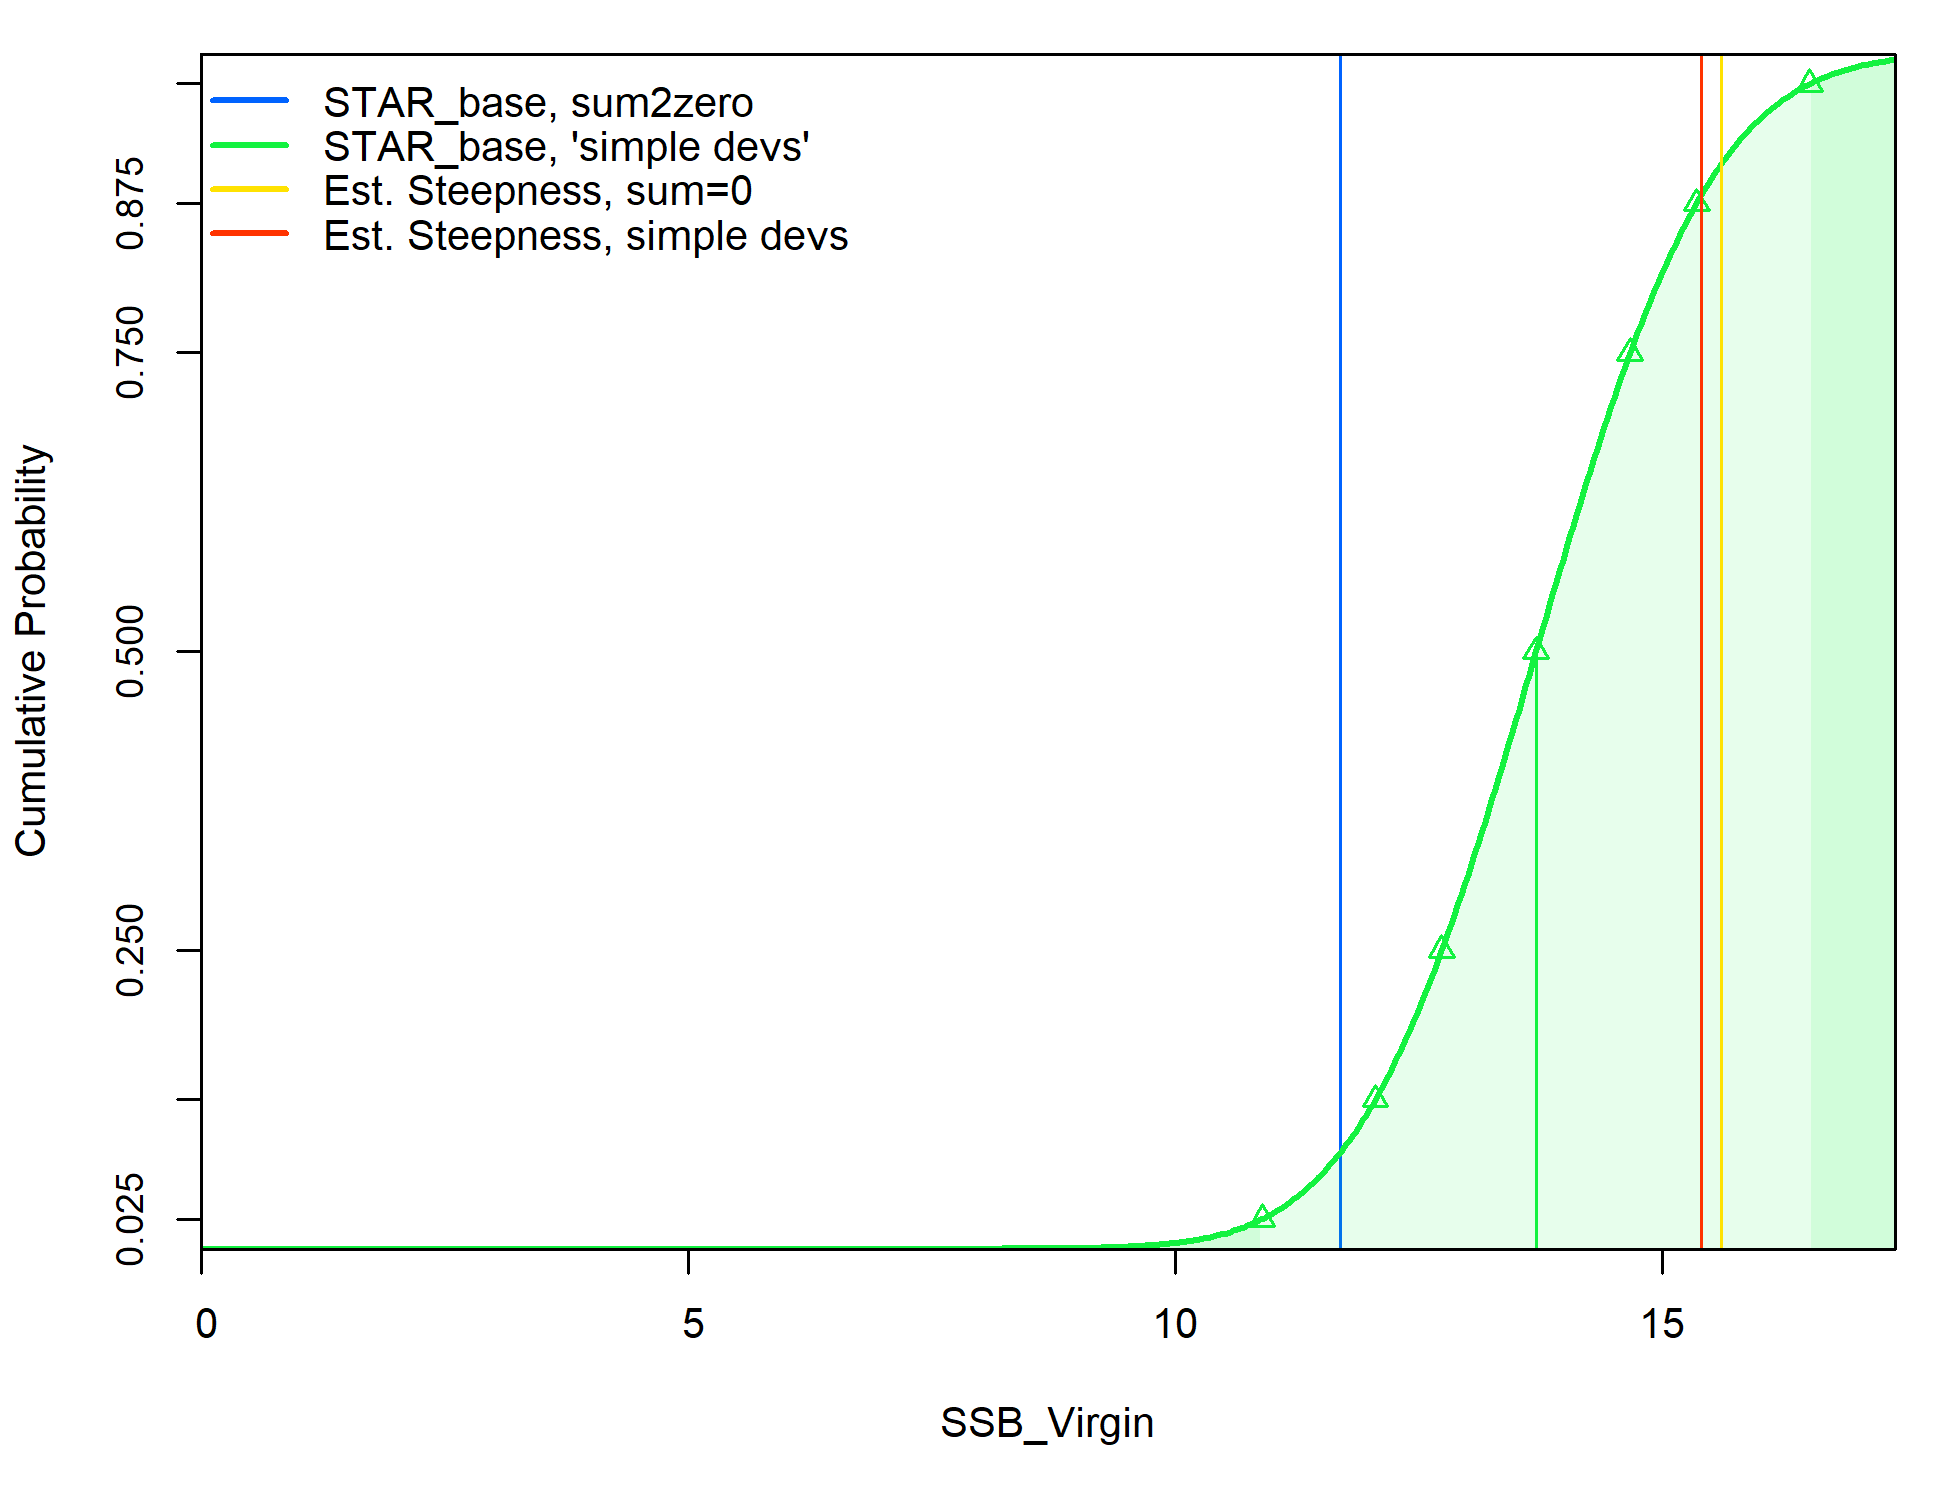 STAR_base, sum2zero
STAR_base, 'simple devs'
Est. Steepness, sum=0
Est. Steepness, simple devs
Cumulative Probability
0.875
0.750
0.500
0.250
0.025
0 5 10 15
SSB_Virgin